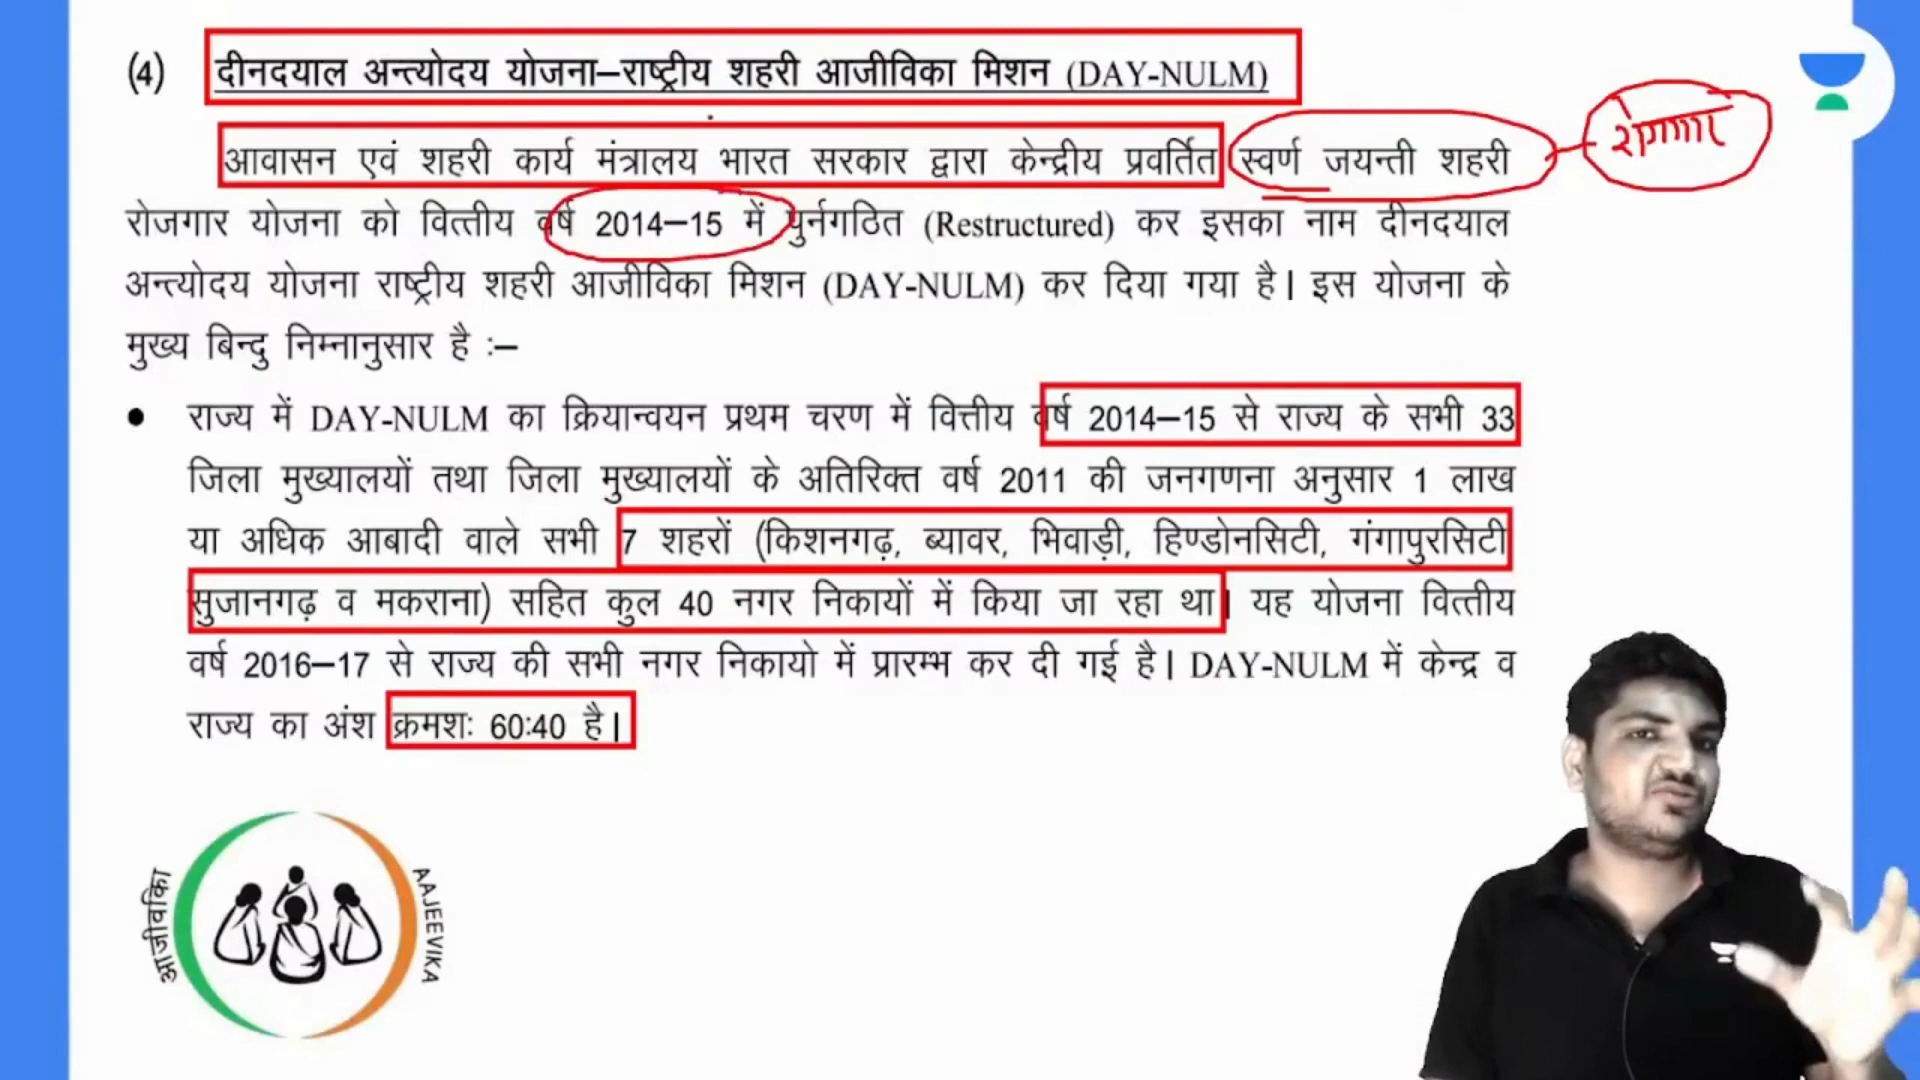 (4) दीनदयाल अन्त्योदय योजना–राष्ट्रीय शहरी आजीविका मिशन (DAY-NULM)
आवासन एवं शहरी कार्य मंत्रालय भारत सरकार द्वारा केन्द्रीय प्रवर्तित स्वर्ण जयन्ती शहरी
रोजगार योजना को वित्तीय वर्ष 2014–15 में पुर्नगठित (Restructured) कर इसका नाम दीनदयाल
अन्त्योदय योजना राष्ट्रीय शहरी आजीविका मिशन (DAY-NULM) कर दिया गया है। इस योजना के
मुख्य बिन्दु निम्नानुसार है :–
● राज्य में DAY-NULM का क्रियान्वयन प्रथम चरण में वित्तीय वर्ष 2014–15 से राज्य के सभी 33
जिला मुख्यालयों तथा जिला मुख्यालयों के अतिरिक्त वर्ष 2011 की जनगणना अनुसार 1 लाख
या अधिक आबादी वाले सभी 7 शहरों (किशनगढ़, ब्यावर, भिवाड़ी, हिण्डोनसिटी, गंगापुरसिटी
सुजानगढ़ व मकराना) सहित कुल 40 नगर निकायों में किया जा रहा था। यह योजना वित्तीय
वर्ष 2016–17 से राज्य की सभी नगर निकायो में प्रारम्भ कर दी गई है। DAY-NULM में केन्द्र व
राज्य का अंश क्रमशः 60:40 है।
आजीविका
AAJEEVIKA